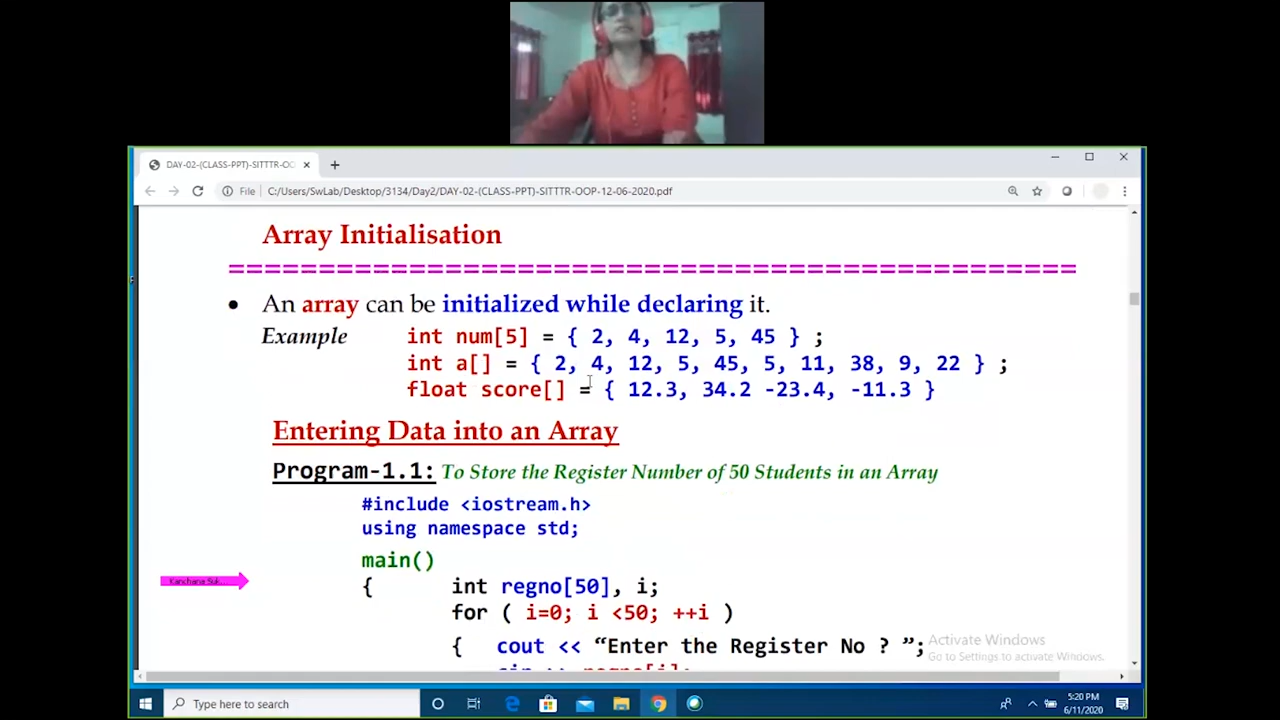 DAY-02-(CLASS-PPT)-SITTTR-OO
File
C:/Users/SwLab/Desktop/3134/Day2/DAY-02-(CLASS-PPT)-SITTTR-OOP-12-06-2020.pdf
Array Initialisation
====================================================
• An array can be initialized while declaring it.
Example int num[5] = { 2, 4, 12, 5, 45 } ;
int a[] = { 2, 4, 12, 5, 45, 5, 11, 38, 9, 22 } ;
float score[] = { 12.3, 34.2 -23.4, -11.3 }
Entering Data into an Array
Program-1.1: To Store the Register Number of 50 Students in an Array
#include <iostream.h>
using namespace std;
main()
Kanchana Suk...
{ int regno[50], i;
for ( i=0; i <50; ++i )
{ cout << “Enter the Register No ? ”;
Activate Windows
Go to Settings to activate Windows.
Type here to search
5:20 PM
6/11/2020